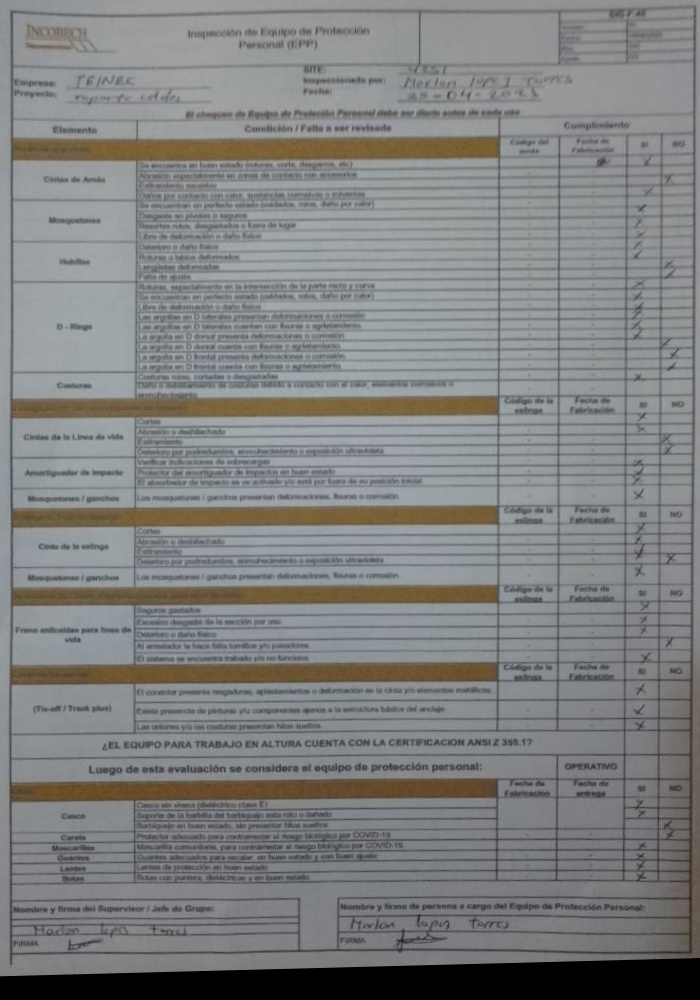 INCOBECH
Inspección de Equipo de Protección
Personal (EPP)
SIG-F-46
SITE:
Empresa: TEINEC
Inspeccionado por: Marlon lopez Torres
Proyecto: reparto celdas
Fecha:
El chequeo de Equipo de Protección Personal debe ser diario antes de cada uso
Elemento
Condición / Falta a ser revisada
Cumplimiento
Código del
Fecha de
Fabricación
SI
NO
Cintas de Arnés
Se encuentra en buen estado (roturas, corte, desgarros, etc)
Abrasión especialmente en zonas de contacto con accesorios
Estiramiento excesivo
Daños por contacto con calor, sustancias corrosivas o solventes
Mosquetones
Se encuentran en perfecto estado (soldados, rotos, daño por calor)
Desgaste en pivotes o seguros
Resortes rotos, desgastados o fuera de lugar
Libre de deformación o daño físico
Hebillas
Deterioro o daño físico
Roturas o lados deformados
Lengüetas deformadas
Falta de ajuste
D - Rings
Roturas, especialmente en la intersección de la parte recta y curva
Se encuentran en perfecto estado (soldados, rotos, daño por calor)
Libre de deformación o daño físico
Las argollas en D laterales presentan deformaciones o corrosión
Las argollas en D laterales cuentan con fisuras o agrietamiento
La argolla en D dorsal presenta deformaciones o corrosión
La argolla en D dorsal cuenta con fisuras o agrietamiento
La argolla en D frontal presenta deformaciones o corrosión
La argolla en D frontal cuenta con fisuras o agrietamiento
Costuras
Costuras rotas, cortadas o desgastadas
Daño o debilitamiento de costuras debido a contacto con el calor, elementos corrosivos o
enmohecimiento
Código de la
eslinga
Fecha de
Fabricación
SI
NO
Cintas de la Línea de vida
Cortes
Abrasión o deshilachado
Estiramiento
Deterioro por podredumbre, enmohecimiento o exposición ultravioleta
Amortiguador de impacto
Verificar indicaciones de sobrecargas
Protector del amortiguador de impactos en buen estado
El absorbedor de impacto se ve activado y/o está por fuera de su posición inicial
Mosquetones / ganchos
Los mosquetones / ganchos presentan deformaciones, fisuras o corrosión
Código de la
eslinga
Fecha de
Fabricación
SI
NO
Cinta de la eslinga
Cortes
Abrasión o deshilachado
Estiramiento
Deterioro por podredumbre, enmohecimiento o exposición ultravioleta
Mosquetones / ganchos
Los mosquetones / ganchos presentan deformaciones, fisuras o corrosión.
Código de la
eslinga
Fecha de
Fabricación
SI
NO
Freno anticaídas para línea de
vida
Seguros gastados
Excesivo desgaste de la sección por uso
Deterioro o daño físico
Al arrestador le hace falta tornillos y/o pasadores
El sistema se encuentra trabado y/o no funciona.
Código de la
eslinga
Fecha de
Fabricación
SI
NO
(Tie-off / Track plus)
El conector presenta rasgaduras, aplastamientos o deformación en la cinta y/o elementos metálicos.
Existe presencia de pinturas y/o componentes ajenos a la estructura básica del anclaje
Las uniones y/o las costuras presentan hilos sueltos.
¿EL EQUIPO PARA TRABAJO EN ALTURA CUENTA CON LA CERTIFICACION ANSI Z 359.1?
Luego de esta evaluación se considera el equipo de protección personal:
OPERATIVO
Fecha de
Fabricación
Fecha de
entrega
SI
NO
Casco
Casco sin visera (dieléctrico clase E)
Soporte de la barbilla del barbiquejo esta roto o dañado
Barbiquejo en buen estado, sin presentar hilos sueltos
Careta
Protector adecuado para contrarrestar el riesgo biológico por COVID-19
Mascarillas
Mascarilla comunitaria, para contrarrestar el riesgo biológico por COVID-19.
Guantes
Guantes adecuados para escalar, en buen estado y con buen ajuste
Lentes
Lentes de protección en buen estado
Botas
Botas con puntera, dieléctricas y en buen estado
Nombre y firma del Supervisor / Jefe de Grupo:
Nombre y firma de persona a cargo del Equipo de Protección Personal:
Marlon lopez torres
Marlon lopez torres
FIRMA
FIRMA